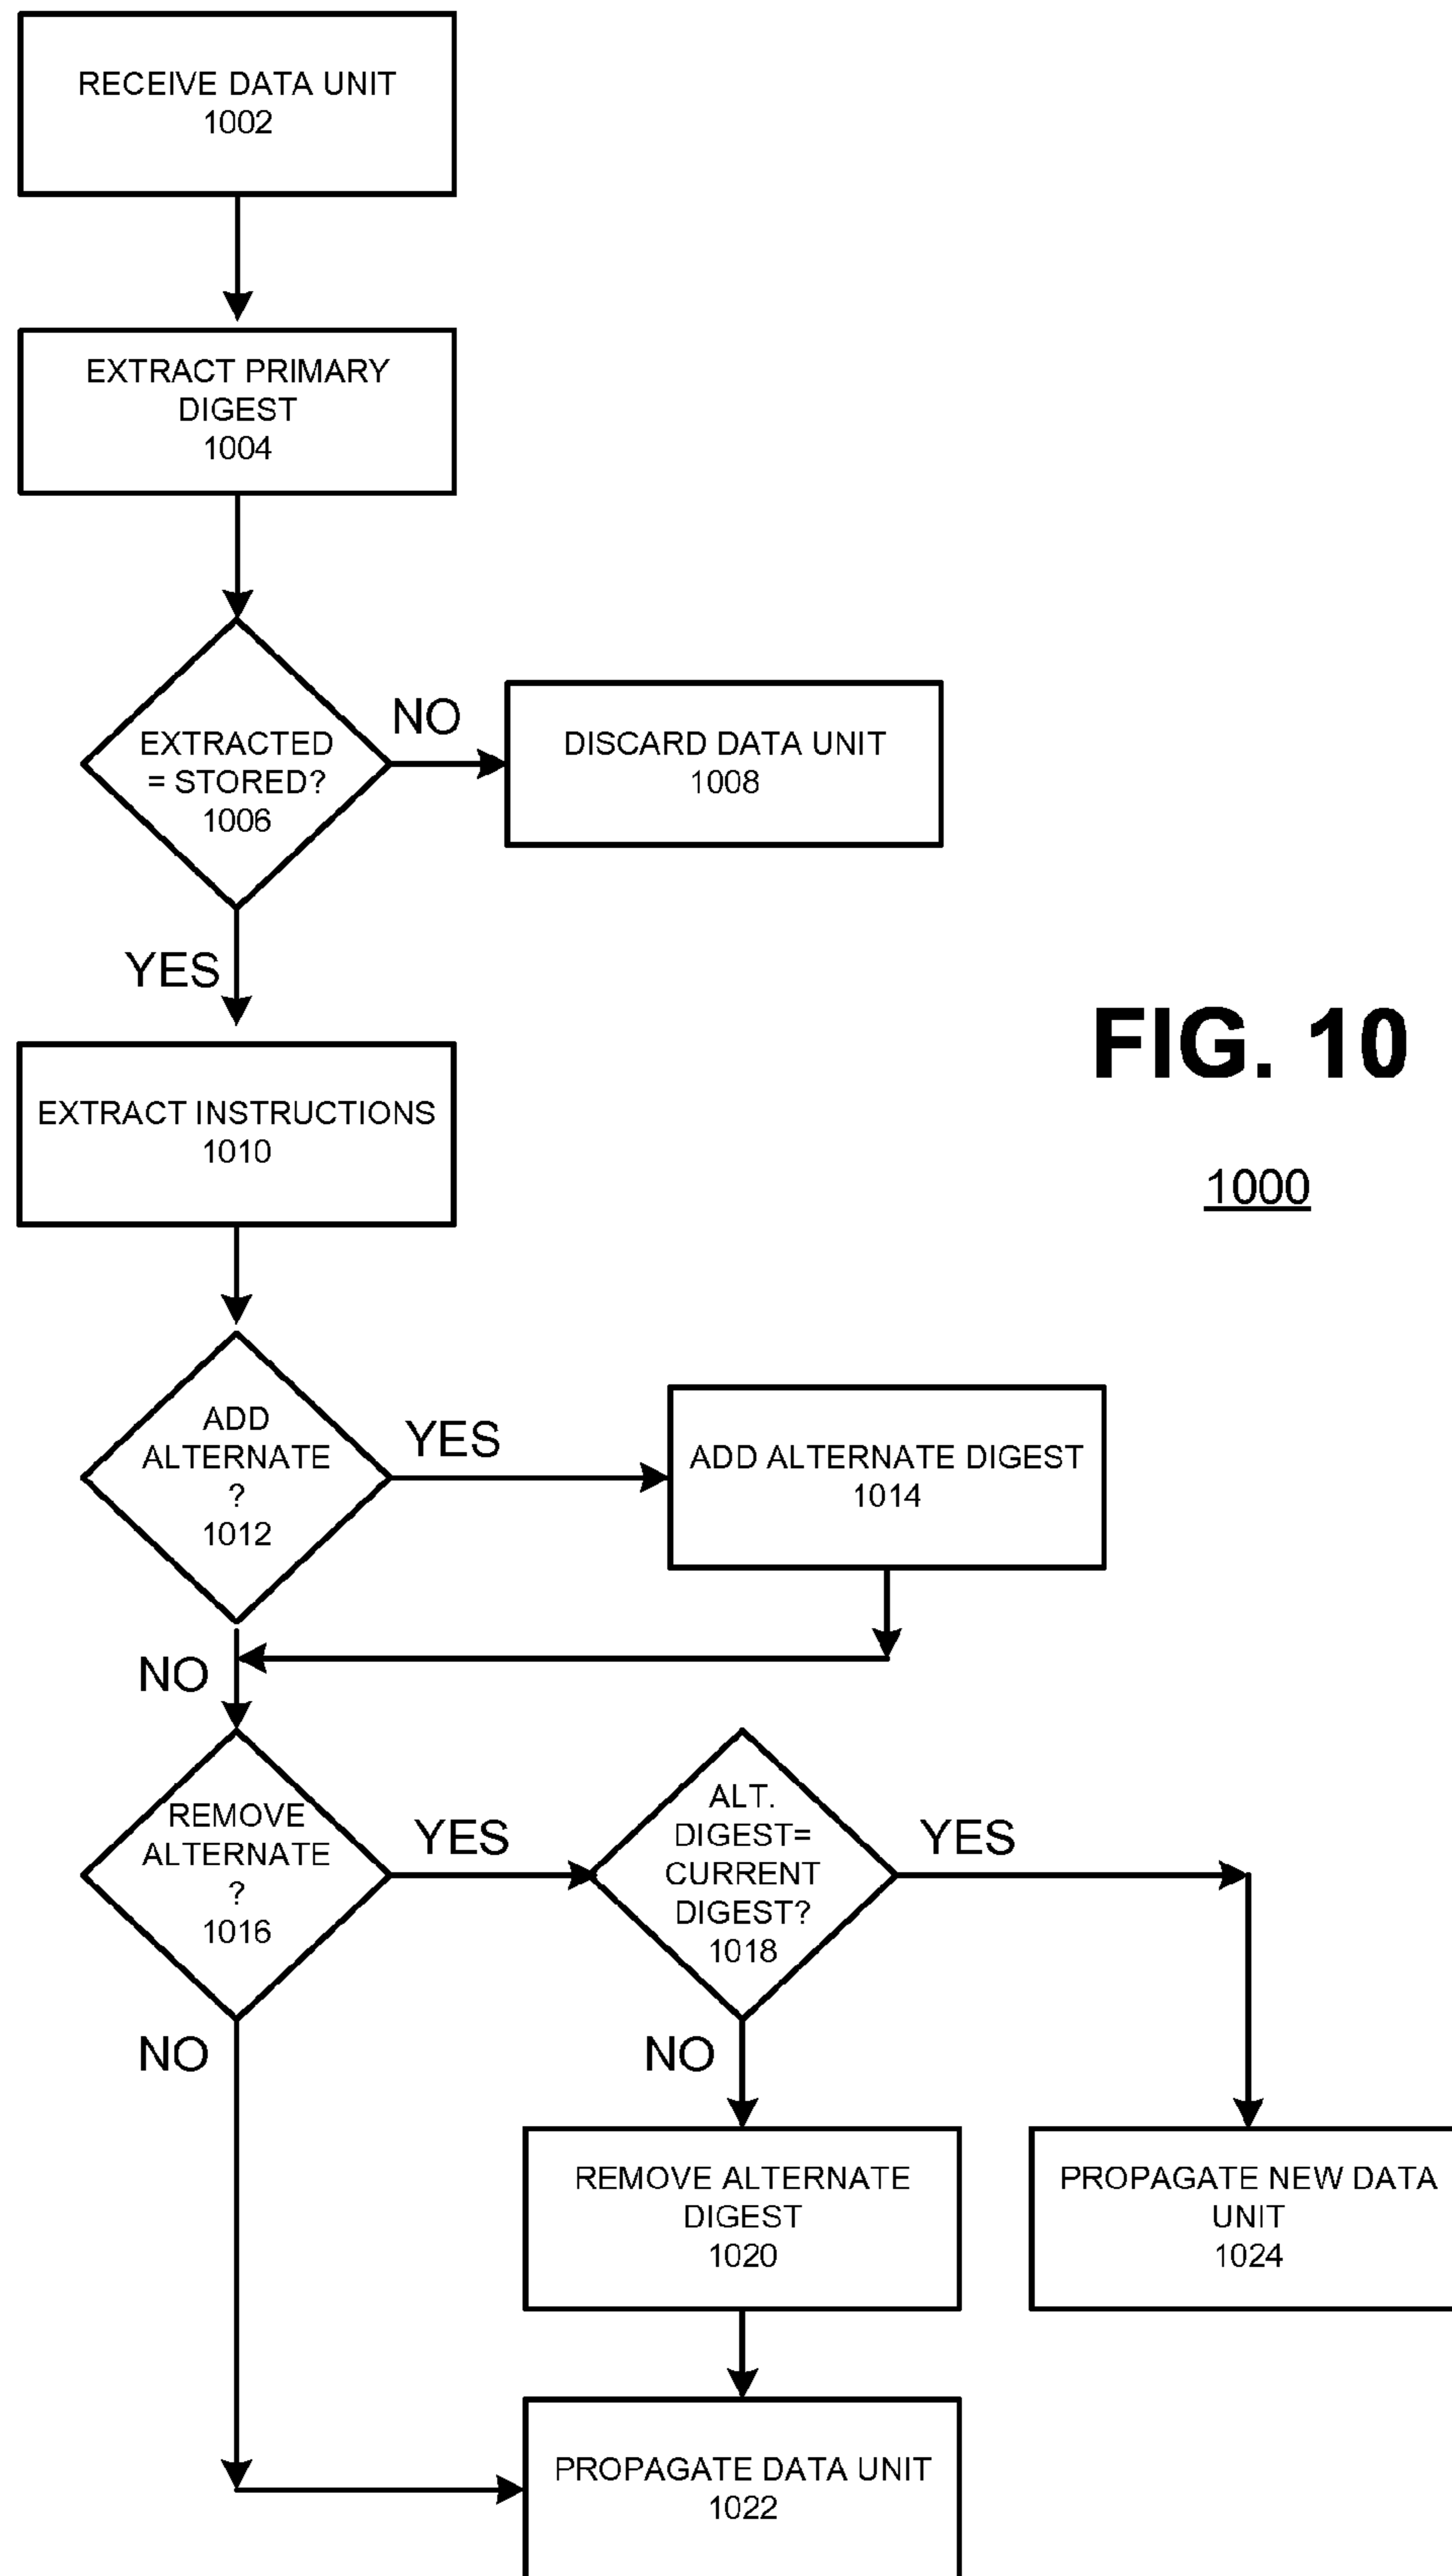 RECEIVE DATA UNIT
1002
EXTRACT PRIMARY
DIGEST
1004
EXTRACTED
= STORED?
1006
NO
DISCARD DATA UNIT
1008
YES
EXTRACT INSTRUCTIONS
1010
FIG. 10
1000
ADD
ALTERNATE
?
1012
YES
ADD ALTERNATE DIGEST
1014
NO
REMOVE
ALTERNATE
?
1016
YES
ALT.
DIGEST=
CURRENT
DIGEST?
1018
YES
NO
NO
REMOVE ALTERNATE
DIGEST
1020
PROPAGATE NEW DATA
UNIT
1024
PROPAGATE DATA UNIT
1022